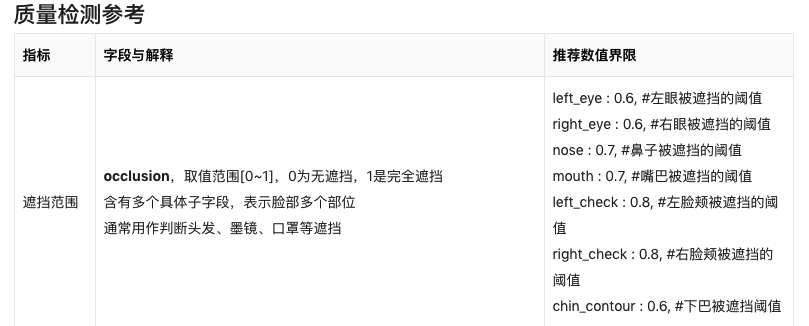 质量检测参考
指标
字段与解释
推荐数值界限
遮挡范围
occlusion，取值范围[0~1]，0为无遮挡，1是完全遮挡
含有多个具体子字段，表示脸部多个部位
通常用作判断头发、墨镜、口罩等遮挡
left_eye : 0.6, #左眼被遮挡的阈值
right_eye : 0.6, #右眼被遮挡的阈值
nose : 0.7, #鼻子被遮挡的阈值
mouth : 0.7, #嘴巴被遮挡的阈值
left_check : 0.8, #左脸颊被遮挡的阈
值
right_check : 0.8, #右脸颊被遮挡的
阈值
chin_contour : 0.6, #下巴被遮挡阈值